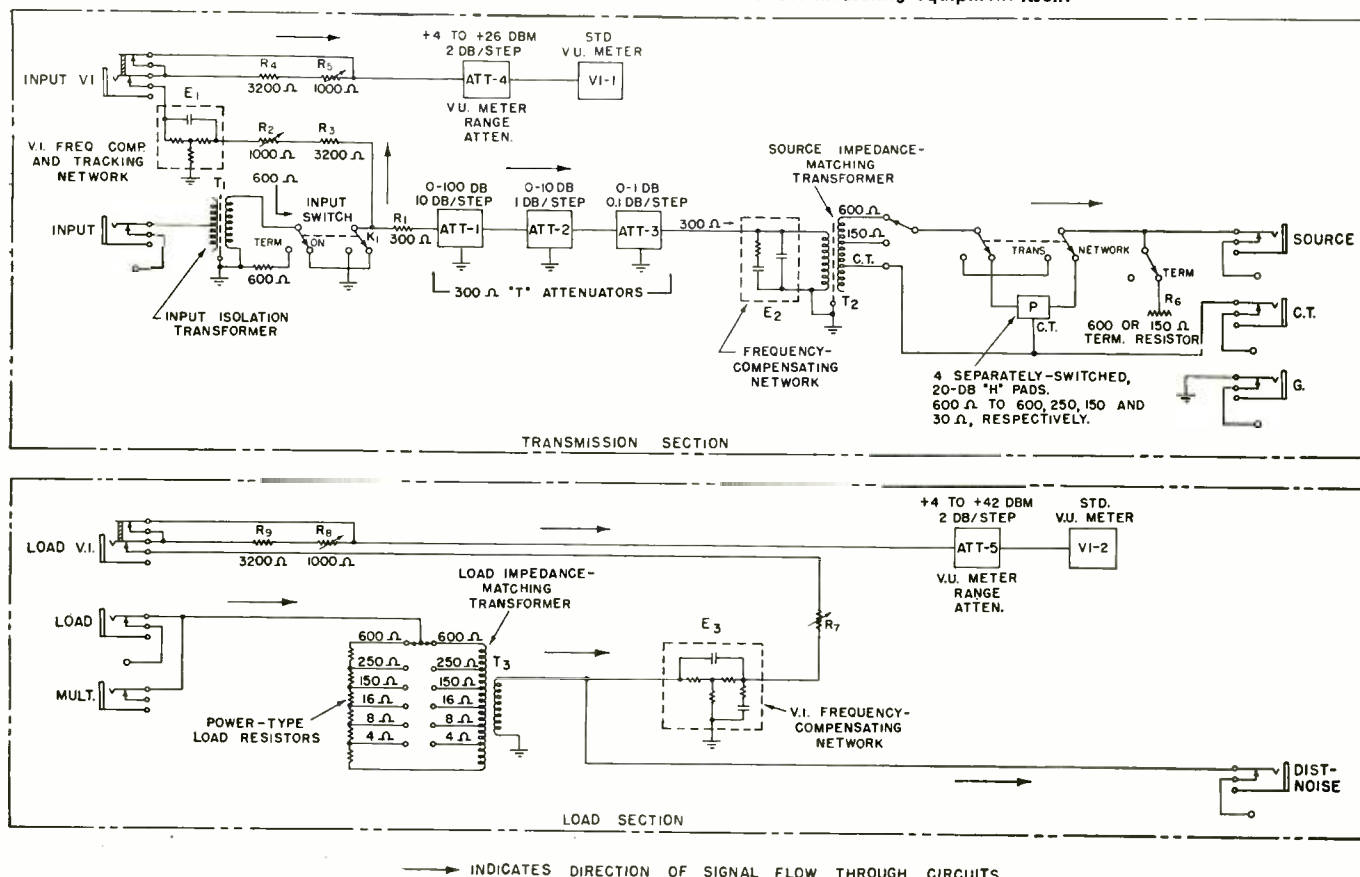 TRANSMISSION SECTION
INPUT V I
R4
3200 Ω
R5
1000 Ω
+4 TO +26 DBM
2 DB/STEP
ATT-4
V.U. METER
RANGE
ATTEN.
STD
V.U. METER
VI-1
E1
V.I. FREQ COMP.
AND TRACKING
NETWORK
R2
1000 Ω
R3
3200 Ω
600 Ω
T1
INPUT
INPUT
SWITCH
TERM
ON
K1
600 Ω
INPUT ISOLATION
TRANSFORMER
R1
300 Ω
0-100 DB
10 DB/STEP
ATT-1
0-10 DB
1 DB/STEP
ATT-2
0-1 DB
0.1 DB/STEP
ATT-3
300 Ω "T" ATTENUATORS
300 Ω
E2
FREQUENCY-
COMPENSATING
NETWORK
SOURCE IMPEDANCE-
MATCHING
TRANSFORMER
600 Ω
150 Ω
C.T.
T2
TRANS
NETWORK
P
C.T.
4 SEPARATELY-SWITCHED,
20-DB "H" PADS.
600 Ω TO 600, 250, 150 AND
30 Ω, RESPECTIVELY.
TERM
R6
600 OR 150 Ω
TERM. RESISTOR
SOURCE
C.T.
G.
LOAD V.I.
R9
3200 Ω
R8
1000 Ω
+4 TO +42 DBM
2 DB/STEP
ATT-5
V.U. METER
RANGE
ATTEN.
STD.
V.U. METER
VI-2
LOAD
MULT.
LOAD IMPEDANCE-
MATCHING
TRANSFORMER
600 Ω
250 Ω
150 Ω
16 Ω
8 Ω
4 Ω
600 Ω
250 Ω
150 Ω
16 Ω
8 Ω
4 Ω
T3
POWER-TYPE
LOAD RESISTORS
E3
R7
V.I. FREQUENCY-
COMPENSATING
NETWORK
DIST-
NOISE
LOAD SECTION
INDICATES DIRECTION OF SIGNAL FLOW THROUGH CIRCUITS